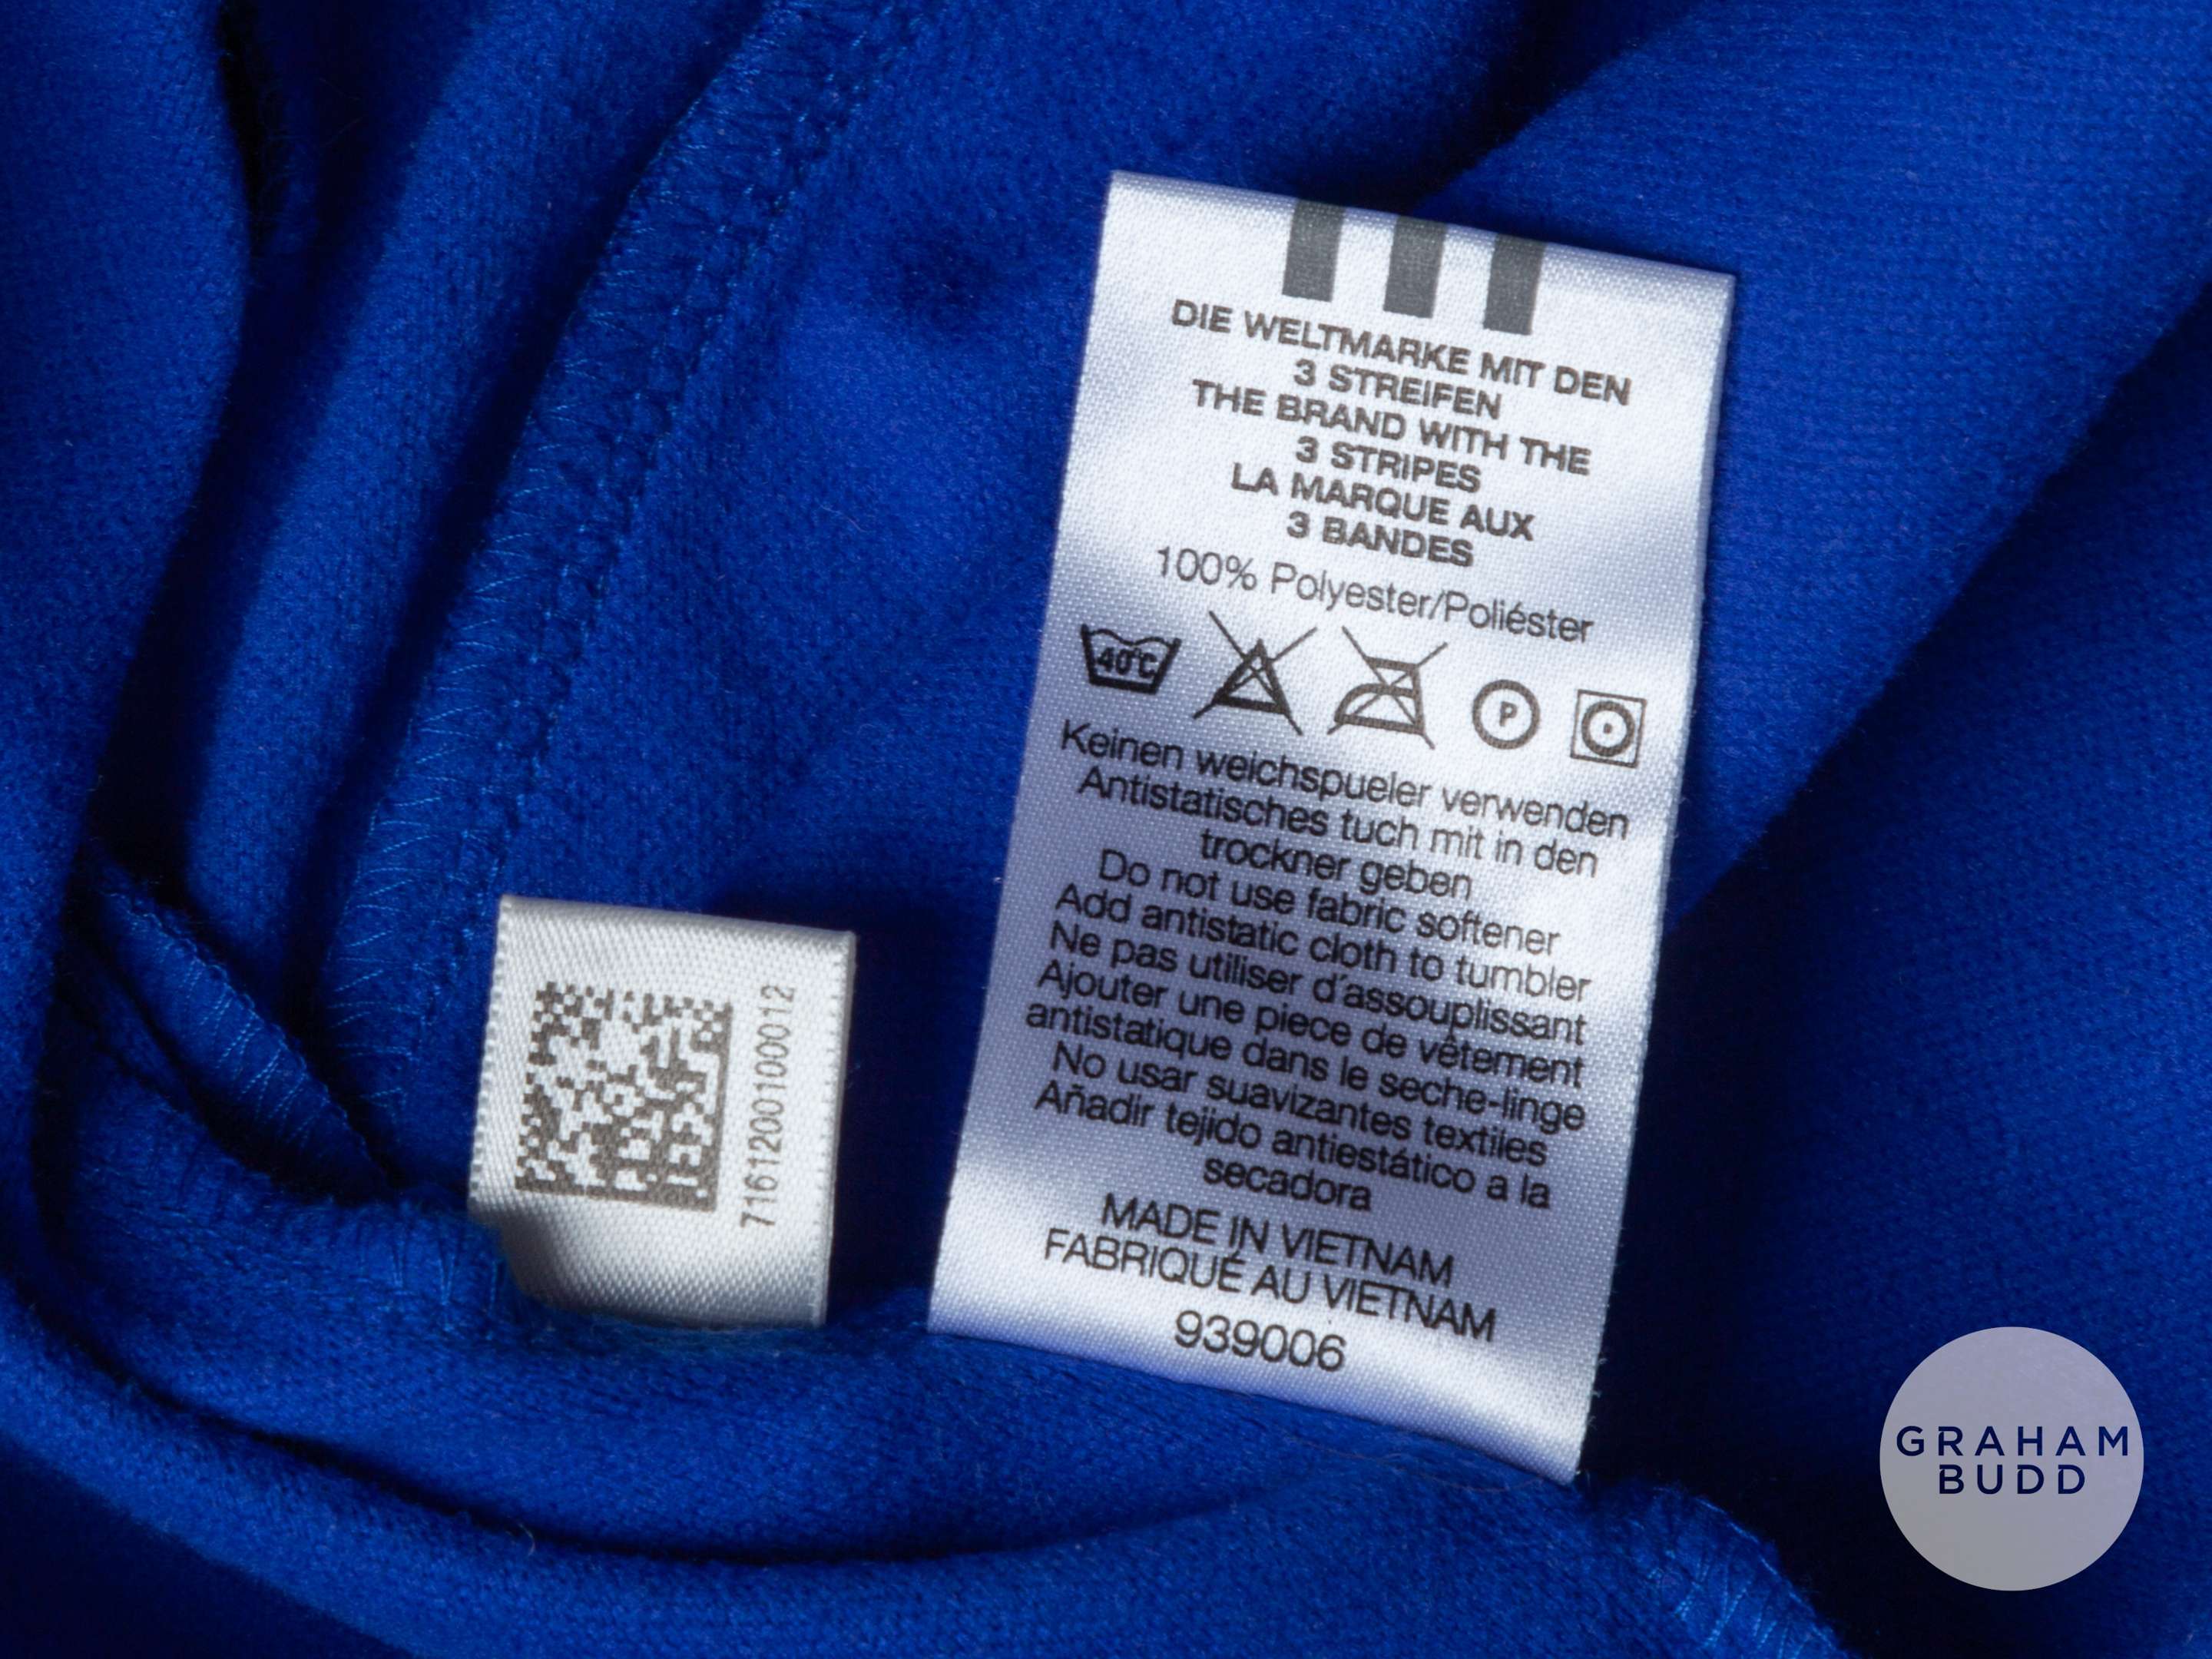 DIE WELTMARKE MIT DEN
3 STREIFEN
THE BRAND WITH THE
3 STRIPES
LA MARQUE AUX
3 BANDES
100% Polyester/Poliéster
40°C
P
Keinen weichspueler verwenden
Antistatisches tuch mit in den
trockner geben
Do not use fabric softener
Add antistatic cloth to tumbler
Ne pas utiliser d'assouplissant
Ajouter une piece de vêtement
antistatique dans le seche-linge
No usar suavizantes textiles
Añadir tejido antiestático a la
secadora
MADE IN VIETNAM
FABRIQUÉ AU VIETNAM
939006
7161200100012
GRAHAM
BUDD